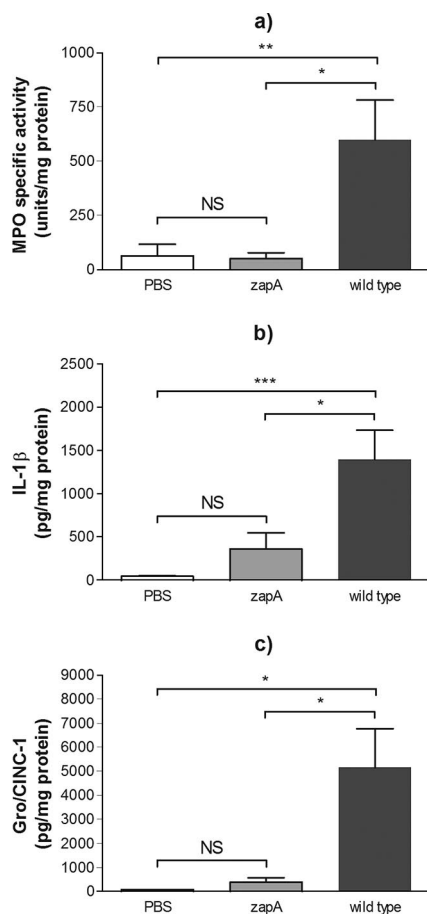 a)
MPO specific activity
(units/mg protein)
1000
750
500
250
0
**
*
NS
PBS
zapA
wild type
b)
IL-1β
(pg/mg protein)
2500
2000
1500
1000
500
0
***
*
NS
PBS
zapA
wild type
c)
Gro/CINC-1
(pg/mg protein)
9000
8000
7000
6000
5000
4000
3000
2000
1000
0
*
*
NS
PBS
zapA
wild type